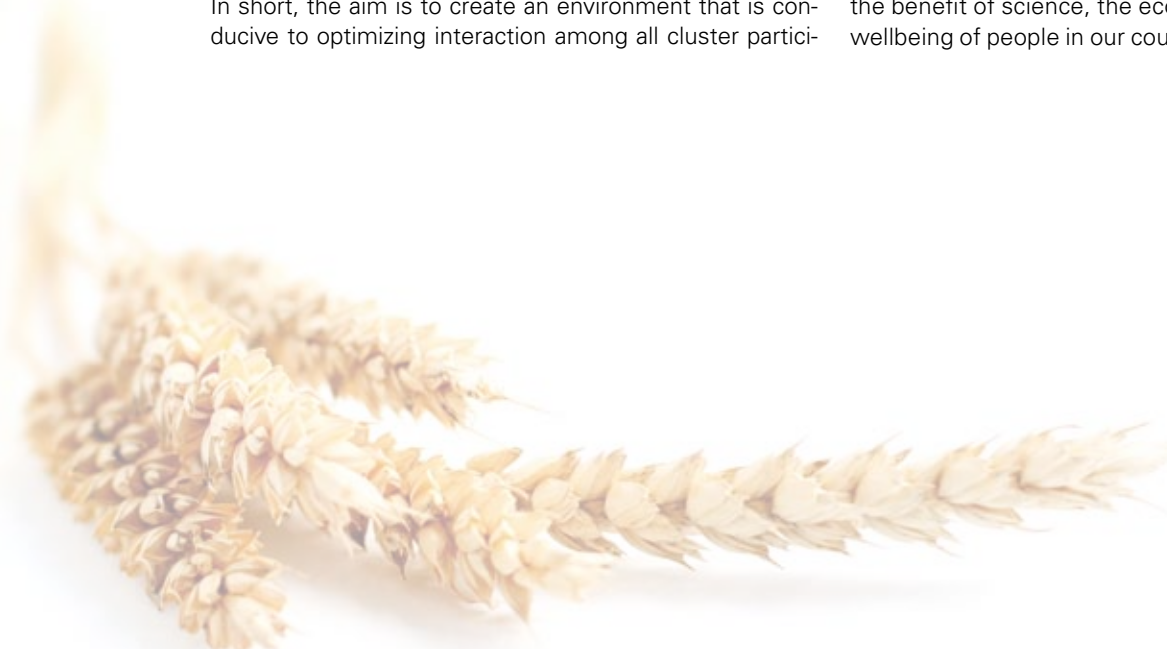 In short, the aim is to create an environment that is con-
ducive to optimizing interaction among all cluster partici-
the benefit of science, the
wellbeing of people in our